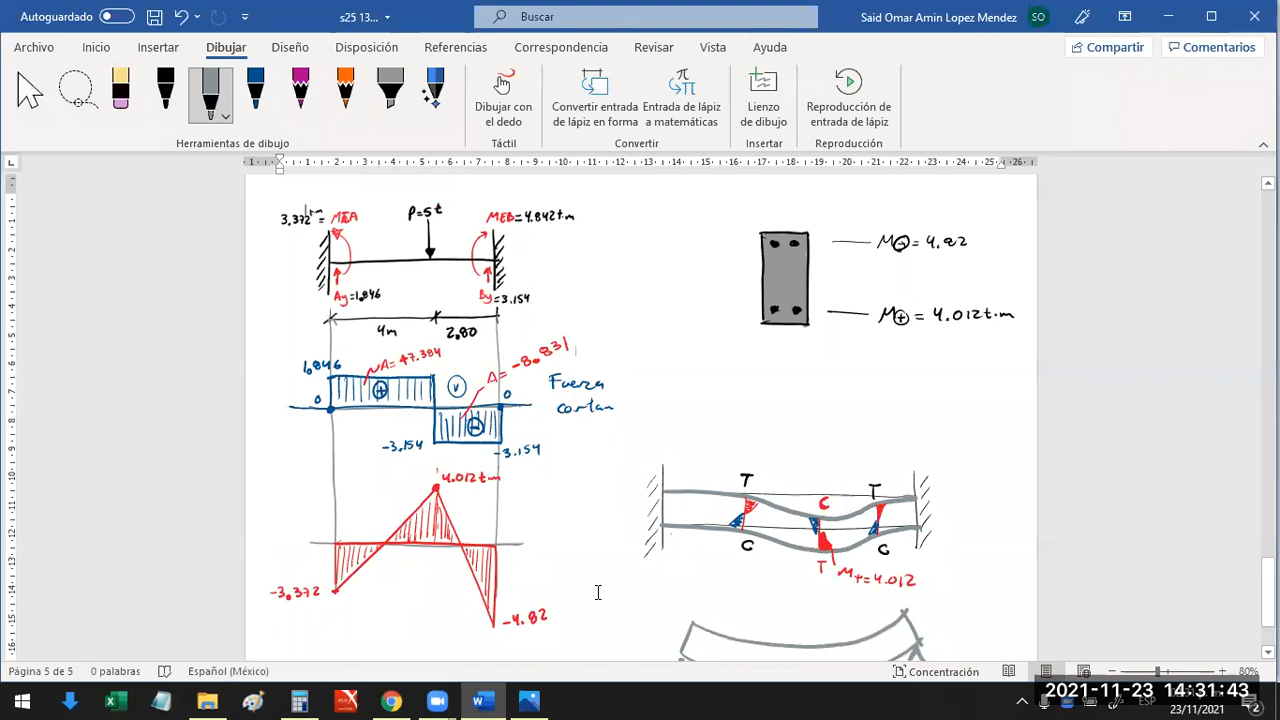 Autoguardado
s25 13...
Buscar
Said Omar Amin Lopez Mendez
SO
Archivo Inicio Insertar Dibujar Diseño Disposición Referencias Correspondencia Revisar Vista Ayuda
Compartir
Comentarios
Dibujar con el dedo
Convertir entrada de lápiz en forma
Entrada de lápiz a matemáticas
Lienzo de dibujo
Reproducción de entrada de lápiz
Herramientas de dibujo
Táctil
Convertir
Insertar
Reproducción
3.372 t m = MEA
P=5t
MEB=4.842t m
Ay=1.846
By=3.154
4m
2.80
1.846
A=+7.384
A=-8.831
0
+
V
0
Fuerza
cortan
-
-3.154
-3.154
4.012 t m
-3.372
-4.82
M⊖=4.82
M⊕=4.012t.m
T
C
T
C
T
C
M+=4.012
Página 5 de 5
0 palabras
Español (México)
Concentración
80%
2021-11-23 14:31:43
ESP
23/11/2021
2